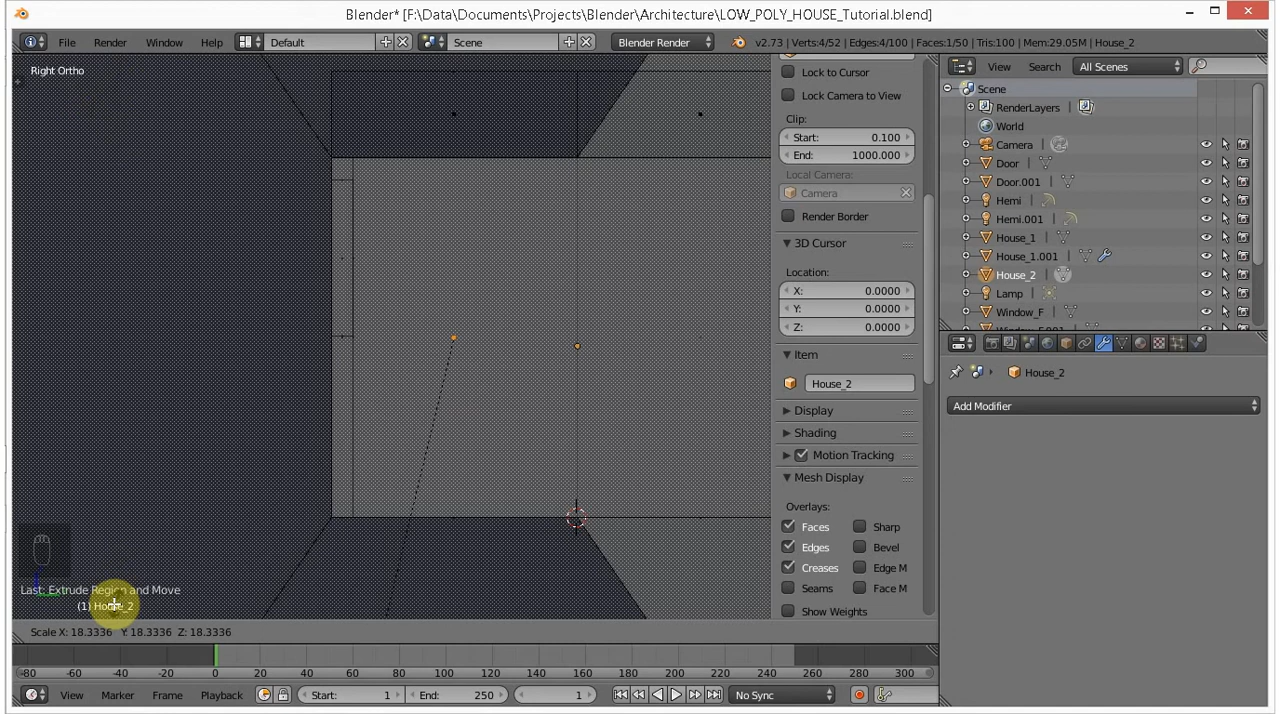 Blender* [F:\Data\Documents\Projects\Blender\Architecture\LOW_POLY_HOUSE_Tutorial.blend]
File Render Window Help Default Scene Blender Render v2.73 | Verts:4/52 | Edges:4/100 | Faces:1/50 | Tris:100 | Mem:29.05M | House_2
Right Ortho
Lock to Cursor
Lock Camera to View
Clip:
Start: 0.100
End: 1000.000
Local Camera:
Camera
Render Border
3D Cursor
Location:
X: 0.0000
Y: 0.0000
Z: 0.0000
Item
House_2
Display
Shading
Motion Tracking
Mesh Display
Overlays:
Faces Sharp
Edges Bevel
Creases Edge M
Seams Face M
Show Weights
View Search All Scenes
Scene
RenderLayers
World
Camera
Door
Door.001
Hemi
Hemi.001
House_1
House_1.001
House_2
Lamp
Window_F
House_2
Add Modifier
Last: Extrude Region and Move
(1) House_2
Scale X: 18.3336 Y: 18.3336 Z: 18.3336
-80 -60 -40 -20 0 20 40 60 80 100 120 140 160 180 200 220 240 260 280 300
View Marker Frame Playback Start: 1 End: 250 1 No Sync